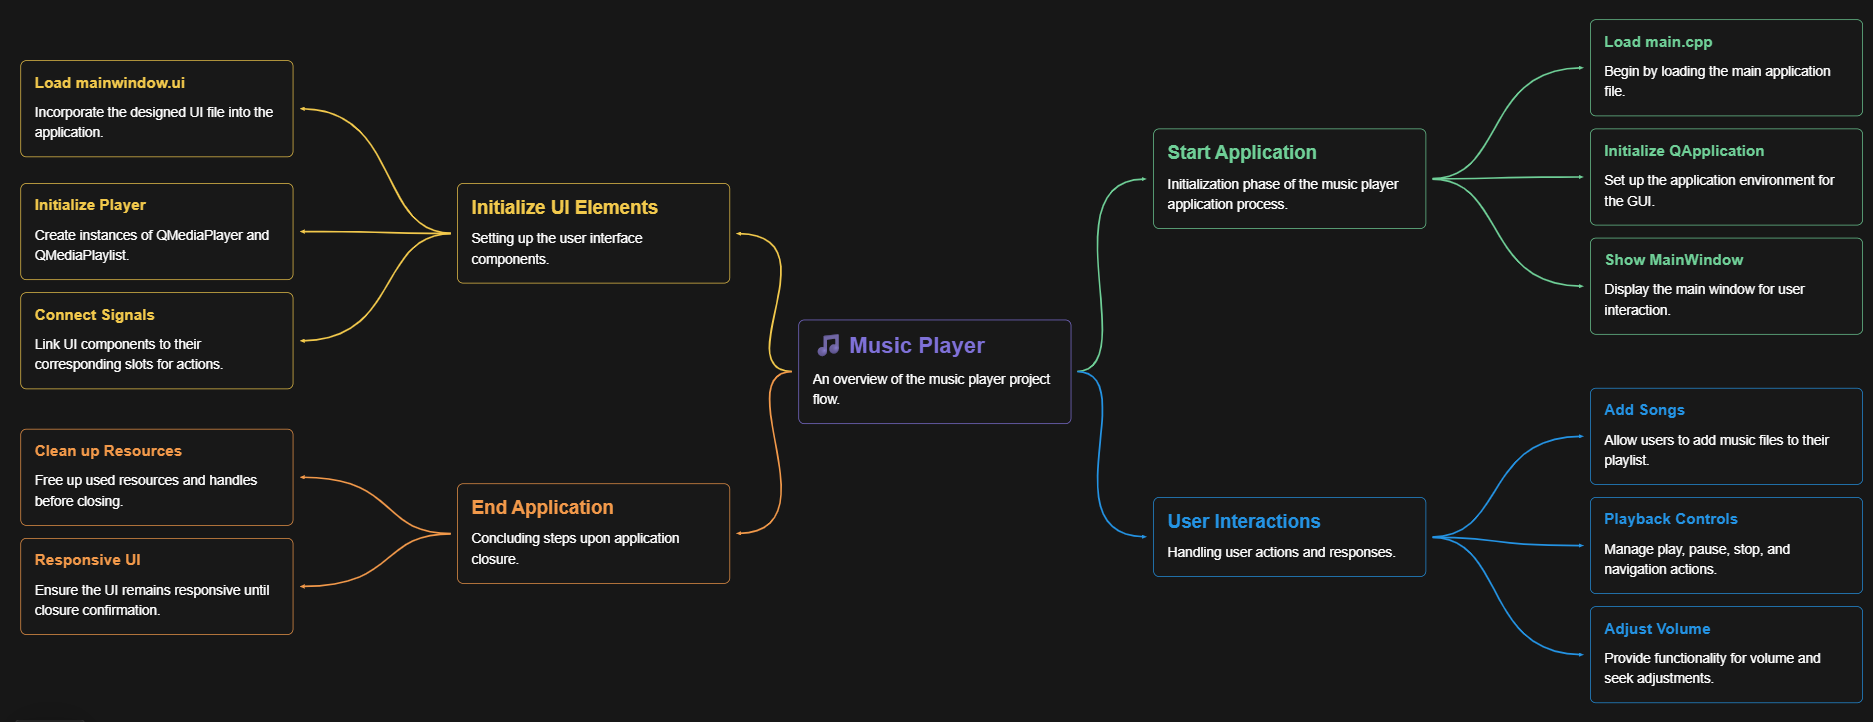 Load mainwindow.ui
Incorporate the designed UI file into the
application.
Initialize Player
Create instances of QMediaPlayer and
QMediaPlaylist.
Connect Signals
Link UI components to their
corresponding slots for actions.
Clean up Resources
Free up used resources and handles
before closing.
Responsive UI
Ensure the UI remains responsive until
closure confirmation.
Initialize UI Elements
Setting up the user interface
components.
End Application
Concluding steps upon application
closure.
Music Player
An overview of the music player project
flow.
Start Application
Initialization phase of the music player
application process.
User Interactions
Handling user actions and responses.
Load main.cpp
Begin by loading the main application
file.
Initialize QApplication
Set up the application environment for
the GUI.
Show MainWindow
Display the main window for user
interaction.
Add Songs
Allow users to add music files to their
playlist.
Playback Controls
Manage play, pause, stop, and
navigation actions.
Adjust Volume
Provide functionality for volume and
seek adjustments.